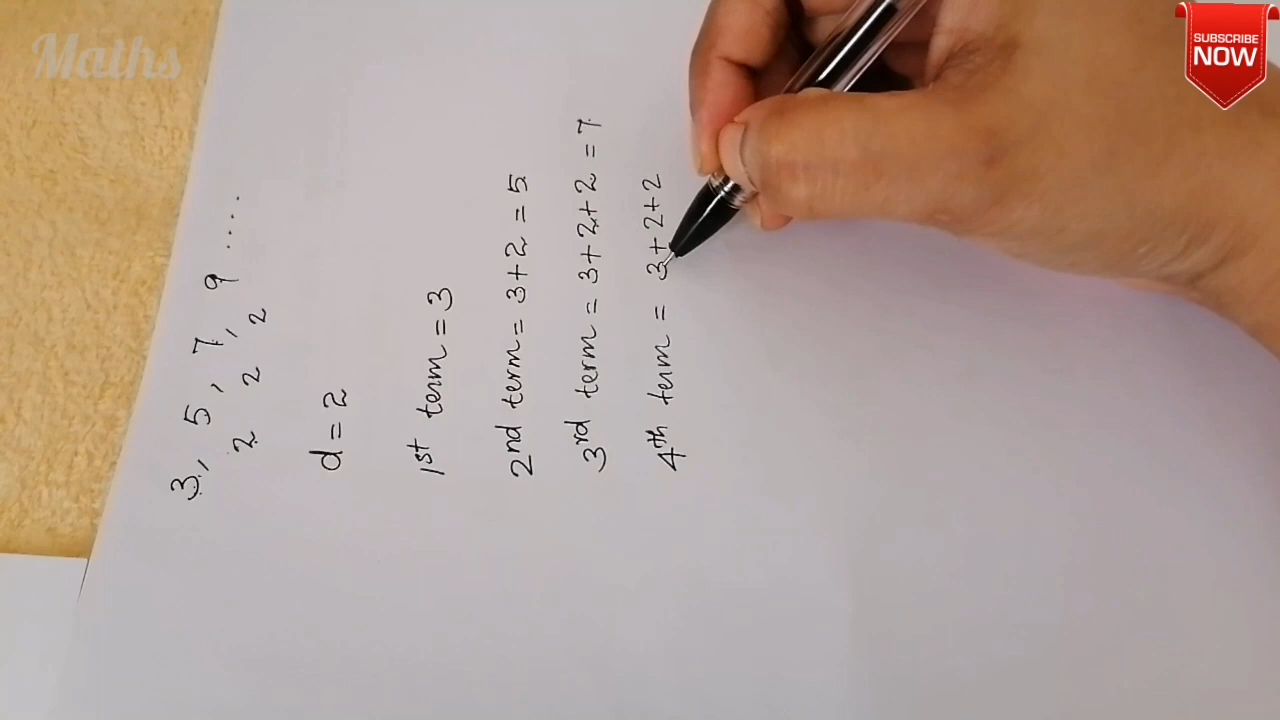 Maths
SUBSCRIBE
NOW
3, 5, 7, 9 ....
2 2 2
d = 2
1st term = 3
2nd term = 3+2 = 5
3rd term = 3+2+2 = 7
4th term = 3+2+2